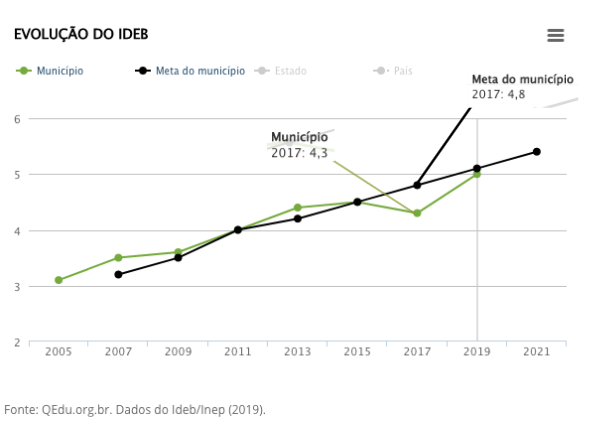 EVOLUÇÃO DO IDEB
Município
Meta do município
Estado
País
Meta do município
2017: 4,8
Município
2017: 4,3
6
5
4
3
2
2005 2007 2009 2011 2013 2015 2017 2019 2021
Fonte: QEdu.org.br. Dados do Ideb/Inep (2019).